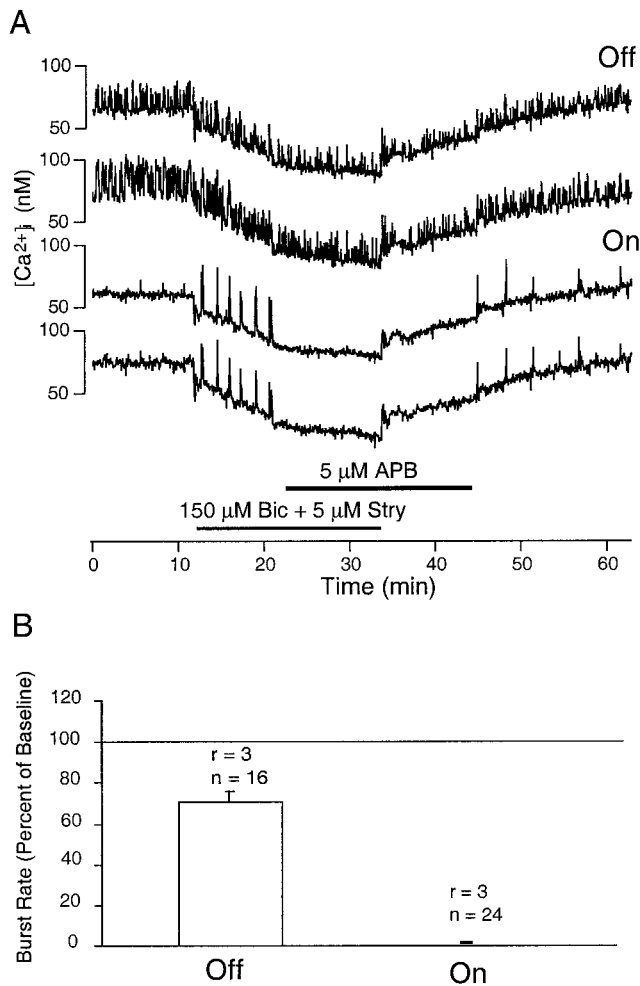 A
Off
On
[Ca2+]i (nM)
100
50
100
50
100
50
100
50
5 µM APB
150 µM Bic + 5 µM Stry
0 10 20 30 40 50 60
Time (min)
B
Burst Rate (Percent of Baseline)
120
100
80
60
40
20
0
r = 3
n = 16
r = 3
n = 24
Off
On